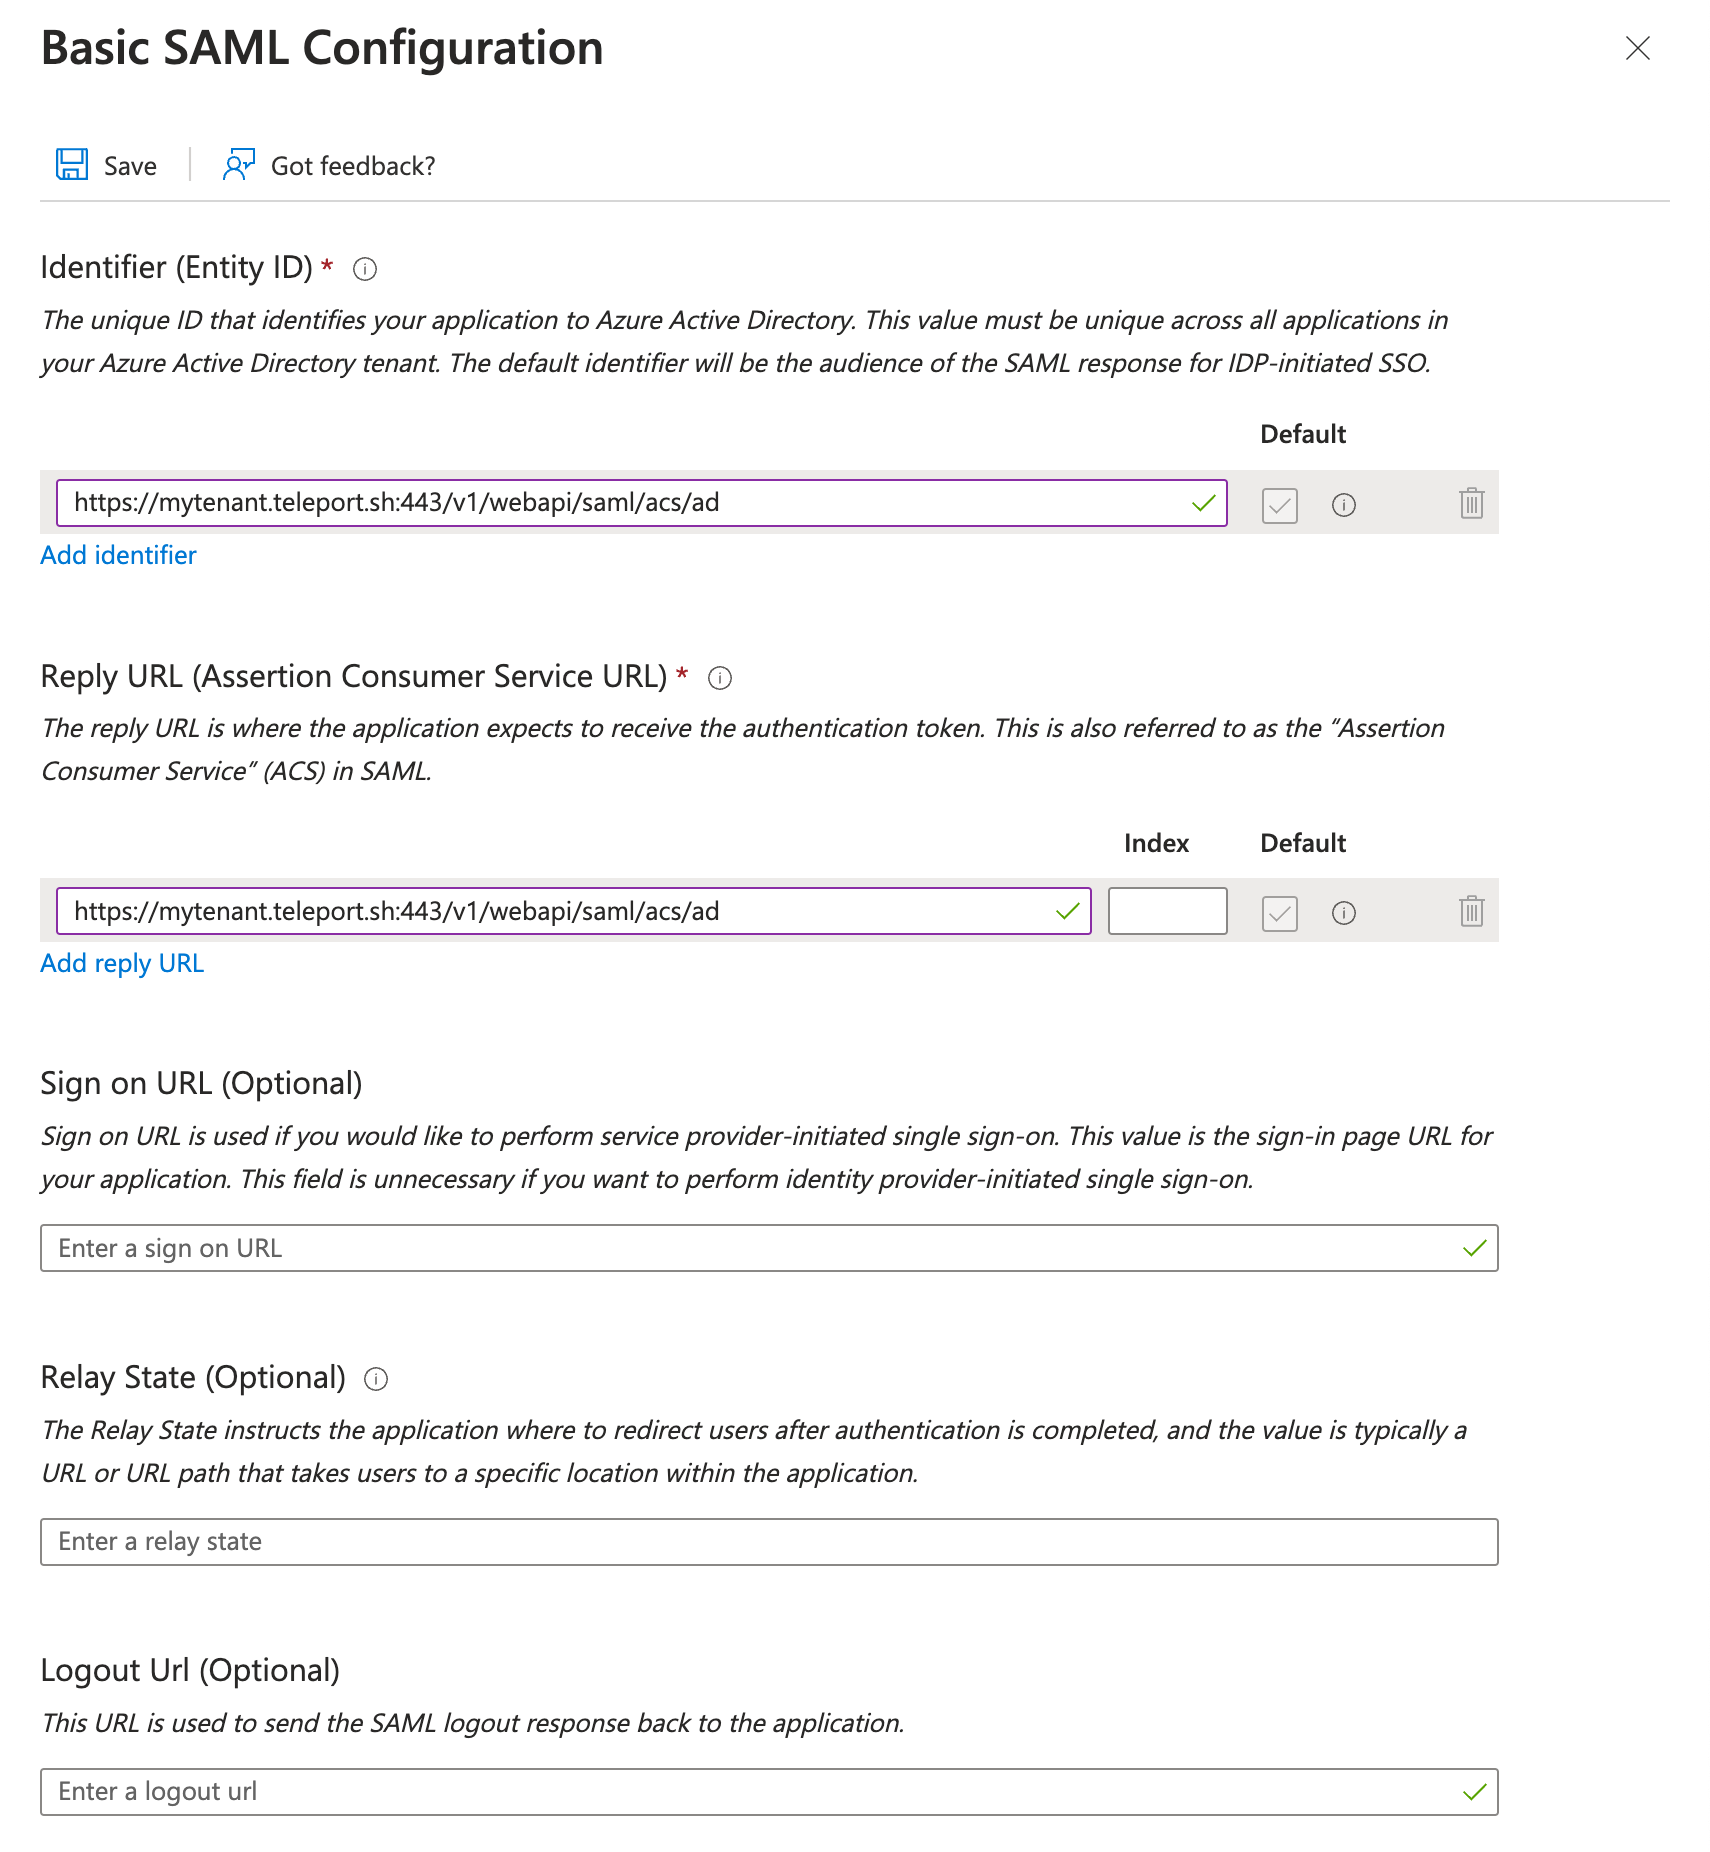 Basic SAML Configuration
Save
Got feedback?
Identifier (Entity ID) *
The unique ID that identifies your application to Azure Active Directory. This value must be unique across all applications in
your Azure Active Directory tenant. The default identifier will be the audience of the SAML response for IDP-initiated SSO.
Default
https://mytenant.teleport.sh:443/v1/webapi/saml/acs/ad
Add identifier
Reply URL (Assertion Consumer Service URL) *
The reply URL is where the application expects to receive the authentication token. This is also referred to as the “Assertion
Consumer Service” (ACS) in SAML.
Index Default
https://mytenant.teleport.sh:443/v1/webapi/saml/acs/ad
Add reply URL
Sign on URL (Optional)
Sign on URL is used if you would like to perform service provider-initiated single sign-on. This value is the sign-in page URL for
your application. This field is unnecessary if you want to perform identity provider-initiated single sign-on.
Enter a sign on URL
Relay State (Optional)
The Relay State instructs the application where to redirect users after authentication is completed, and the value is typically a
URL or URL path that takes users to a specific location within the application.
Enter a relay state
Logout Url (Optional)
This URL is used to send the SAML logout response back to the application.
Enter a logout url